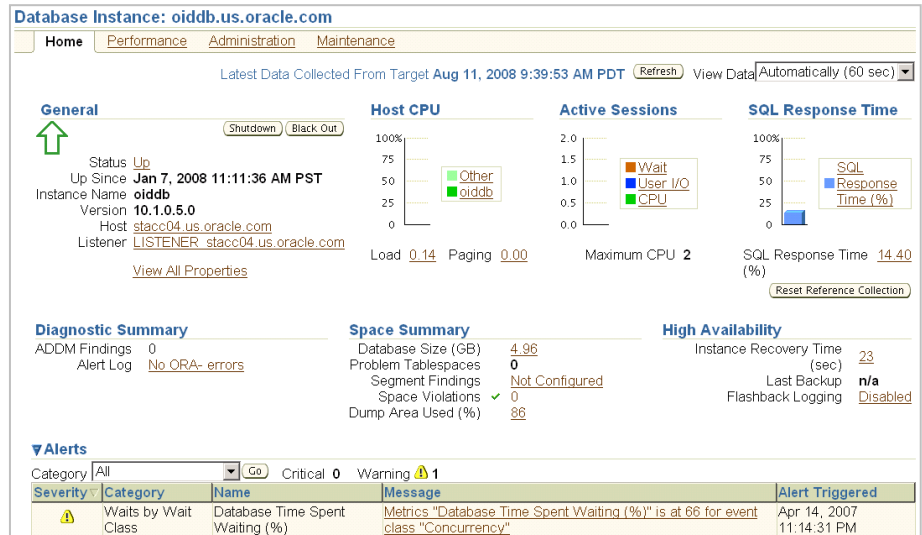 Database Instance: oiddb.us.oracle.com
Home Performance Administration Maintenance
Latest Data Collected From Target Aug 11, 2008 9:39:53 AM PDT Refresh View Data Automatically (60 sec)
General
Shutdown Black Out
Status Up
Up Since Jan 7, 2008 11:11:36 AM PST
Instance Name oiddb
Version 10.1.0.5.0
Host stacc04.us.oracle.com
Listener LISTENER_stacc04.us.oracle.com
View All Properties
Host CPU
100%
75
50
25
0
Other
oiddb
Load 0.14 Paging 0.00
Active Sessions
2.0
1.5
1.0
0.5
0.0
Wait
User I/O
CPU
Maximum CPU 2
SQL Response Time
100%
75
50
25
0
SQL
Response
Time (%)
SQL Response Time 14.40
(%)
Reset Reference Collection
Diagnostic Summary
ADDM Findings 0
Alert Log No ORA- errors
Space Summary
Database Size (GB) 4.96
Problem Tablespaces 0
Segment Findings Not Configured
Space Violations 0
Dump Area Used (%) 86
High Availability
Instance Recovery Time
(sec) 23
Last Backup n/a
Flashback Logging Disabled
Alerts
Category All Go Critical 0 Warning 1
Severity Category Name Message Alert Triggered
Waits by Wait Database Time Spent Metrics "Database Time Spent Waiting (%)" is at 66 for event Apr 14, 2007
Class Waiting (%) class "Concurrency" 11:14:31 PM